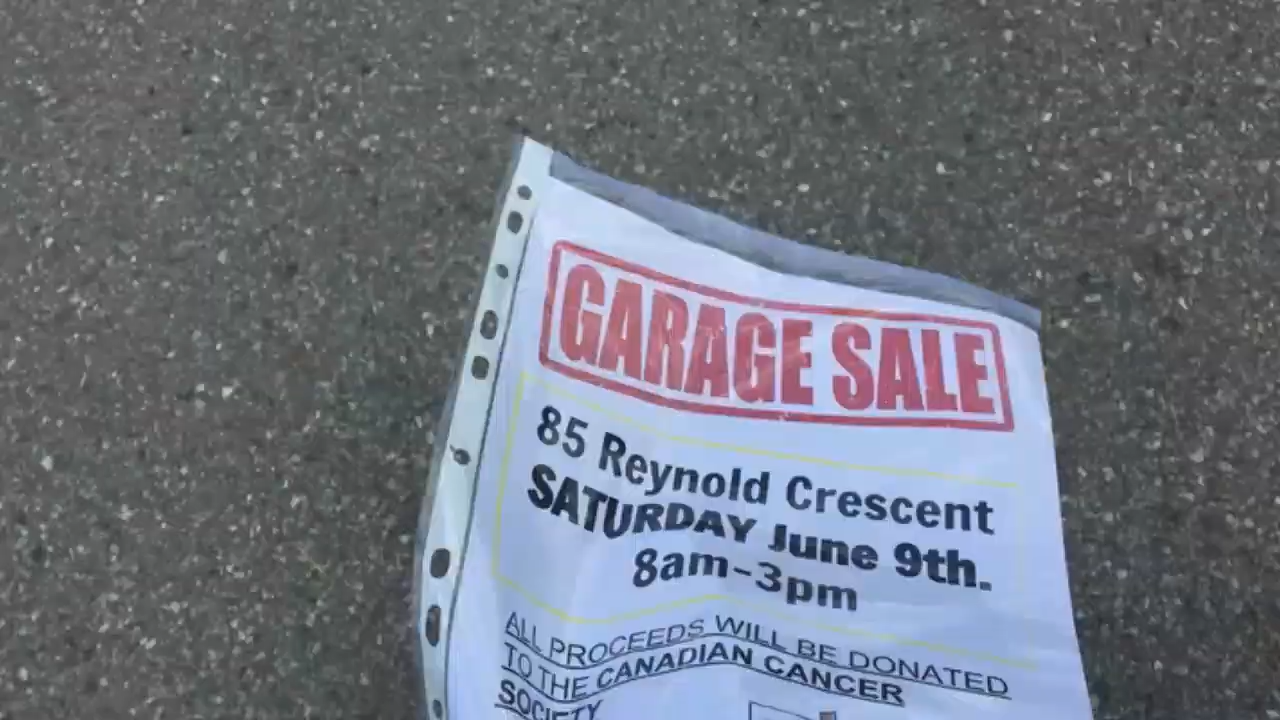 GARAGE SALE
85 Reynold Crescent
SATURDAY June 9th.
8am-3pm
ALL PROCEEDS WILL BE DONATED
TO THE CANADIAN CANCER
SOCIETY